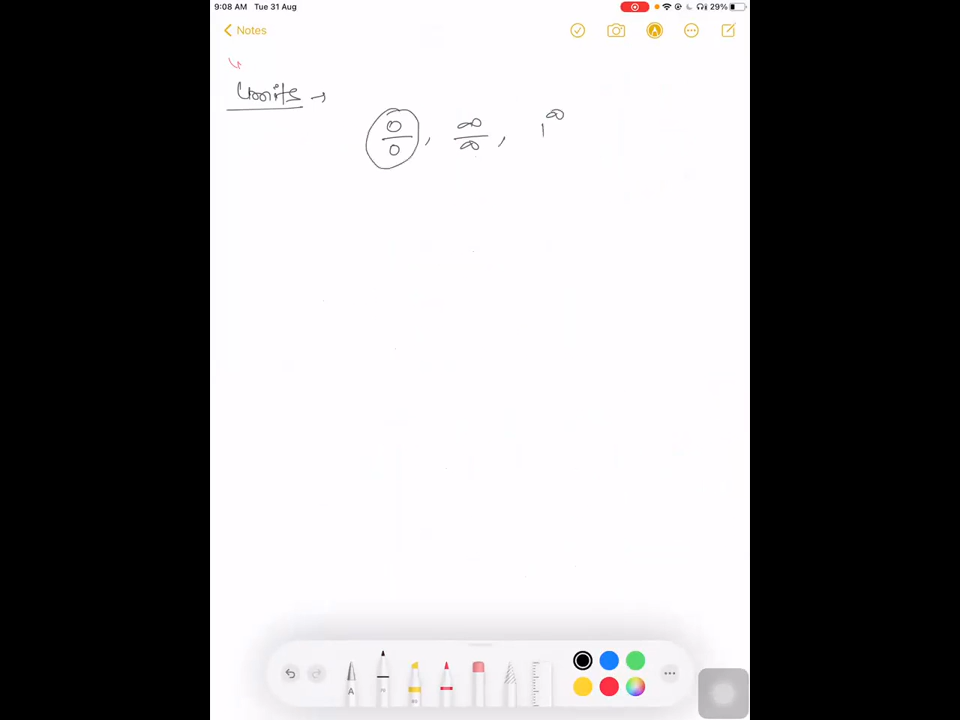 9:08 AM Tue 31 Aug 29%
Notes
Limits →
0/0 , ∞/∞ , 1^∞
A